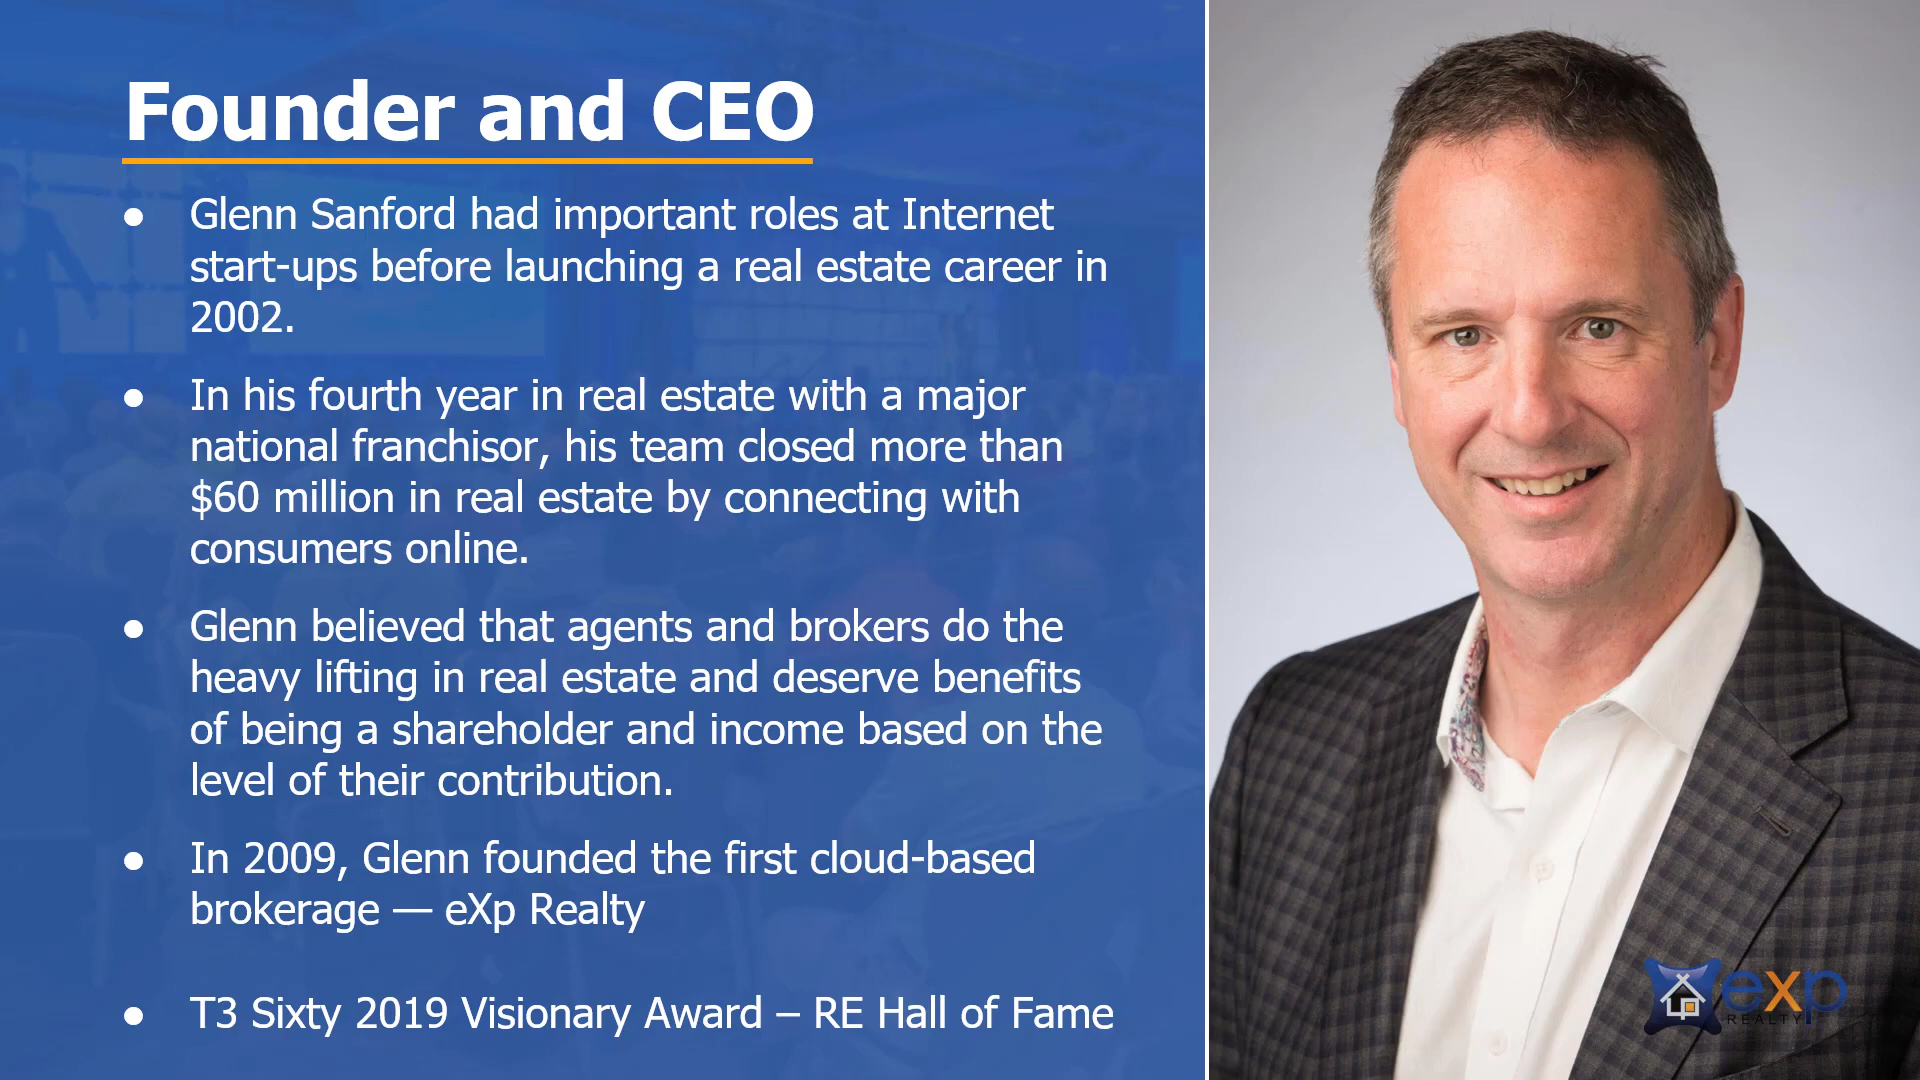 Founder and CEO
● Glenn Sanford had important roles at Internet
start-ups before launching a real estate career in
2002.
● In his fourth year in real estate with a major
national franchisor, his team closed more than
$60 million in real estate by connecting with
consumers online.
● Glenn believed that agents and brokers do the
heavy lifting in real estate and deserve benefits
of being a shareholder and income based on the
level of their contribution.
● In 2009, Glenn founded the first cloud-based
brokerage — eXp Realty
● T3 Sixty 2019 Visionary Award – RE Hall of Fame
exp
REALTY